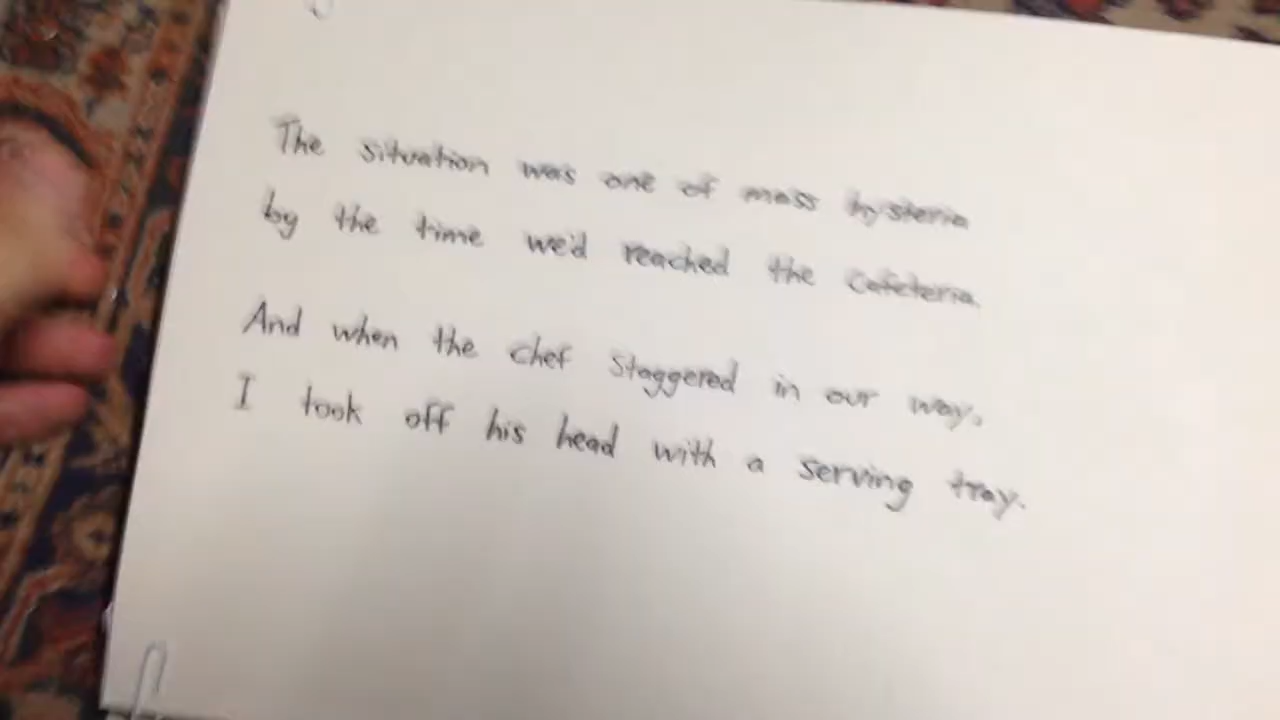 The situation was one of mass hysteria
by the time we'd reached the cafeteria
And when the chef staggered in our way,
I took off his head with a serving tray.